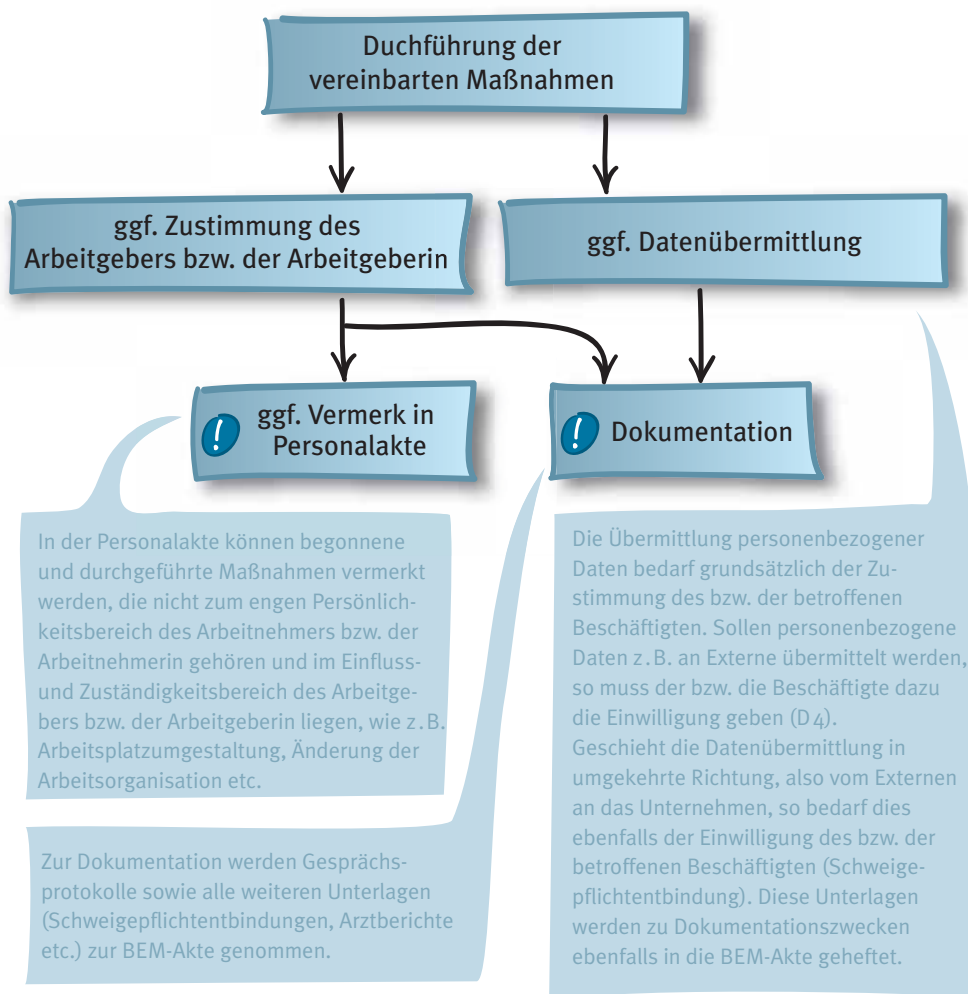 Duchführung der
vereinbarten Maßnahmen
ggf. Zustimmung des
Arbeitgebers bzw. der Arbeitgeberin
ggf. Datenübermittlung
ggf. Vermerk in
Personalakte
Dokumentation
In der Personalakte können begonnene
und durchgeführte Maßnahmen vermerkt
werden, die nicht zum engen Persönlich-
keitsbereich des Arbeitnehmers bzw. der
Arbeitnehmerin gehören und im Einfluss-
und Zuständigkeitsbereich des Arbeitge-
bers bzw. der Arbeitgeberin liegen, wie z. B.
Arbeitsplatzumgestaltung, Änderung der
Arbeitsorganisation etc.
Zur Dokumentation werden Gesprächs-
protokolle sowie alle weiteren Unterlagen
(Schweigepflichtentbindungen, Arztberichte
etc.) zur BEM-Akte genommen.
Die Übermittlung personenbezogener
Daten bedarf grundsätzlich der Zu-
stimmung des bzw. der betroffenen
Beschäftigten. Sollen personenbezogene
Daten z. B. an Externe übermittelt werden,
so muss der bzw. die Beschäftigte dazu
die Einwilligung geben (D 4).
Geschieht die Datenübermittlung in
umgekehrte Richtung, also vom Externen
an das Unternehmen, so bedarf dies
ebenfalls der Einwilligung des bzw. der
betroffenen Beschäftigten (Schweige-
pflichtentbindung). Diese Unterlagen
werden zu Dokumentationszwecken
ebenfalls in die BEM-Akte geheftet.